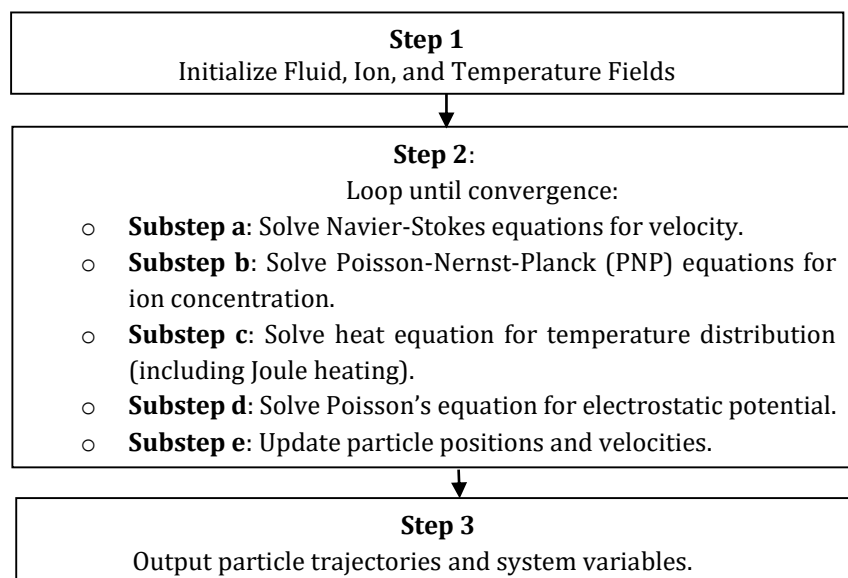 Step 1
Initialize Fluid, Ion, and Temperature Fields
Step 2:
Loop until convergence:
o Substep a: Solve Navier-Stokes equations for velocity.
o Substep b: Solve Poisson-Nernst-Planck (PNP) equations for
ion concentration.
o Substep c: Solve heat equation for temperature distribution
(including Joule heating).
o Substep d: Solve Poisson’s equation for electrostatic potential.
o Substep e: Update particle positions and velocities.
Step 3
Output particle trajectories and system variables.